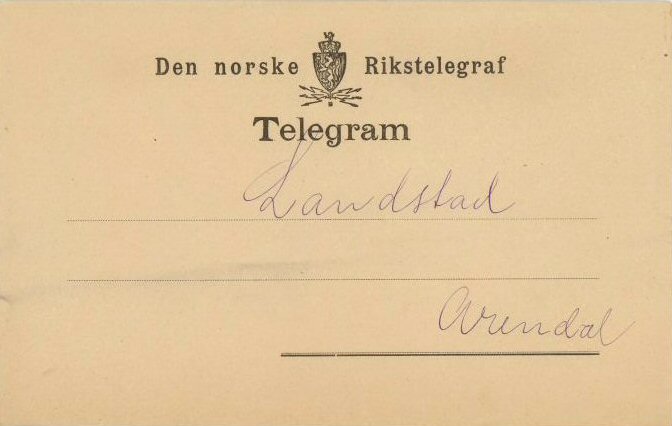 Den norske Rikstelegraf
Telegram
Landstad
Arendal